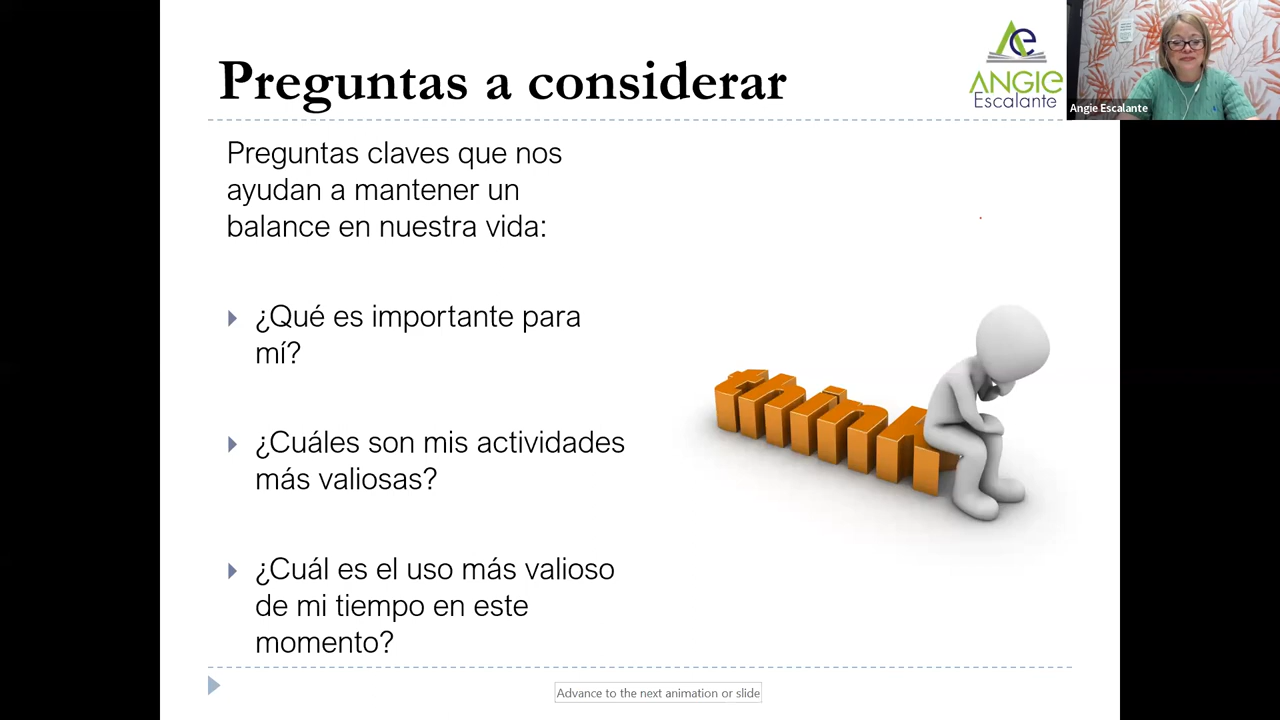 Preguntas a considerar
ANGIE
Escalante
Angie Escalante
Preguntas claves que nos
ayudan a mantener un
balance en nuestra vida:
¿Qué es importante para
mí?
¿Cuáles son mis actividades
más valiosas?
¿Cuál es el uso más valioso
de mi tiempo en este
momento?
think
Advance to the next animation or slide